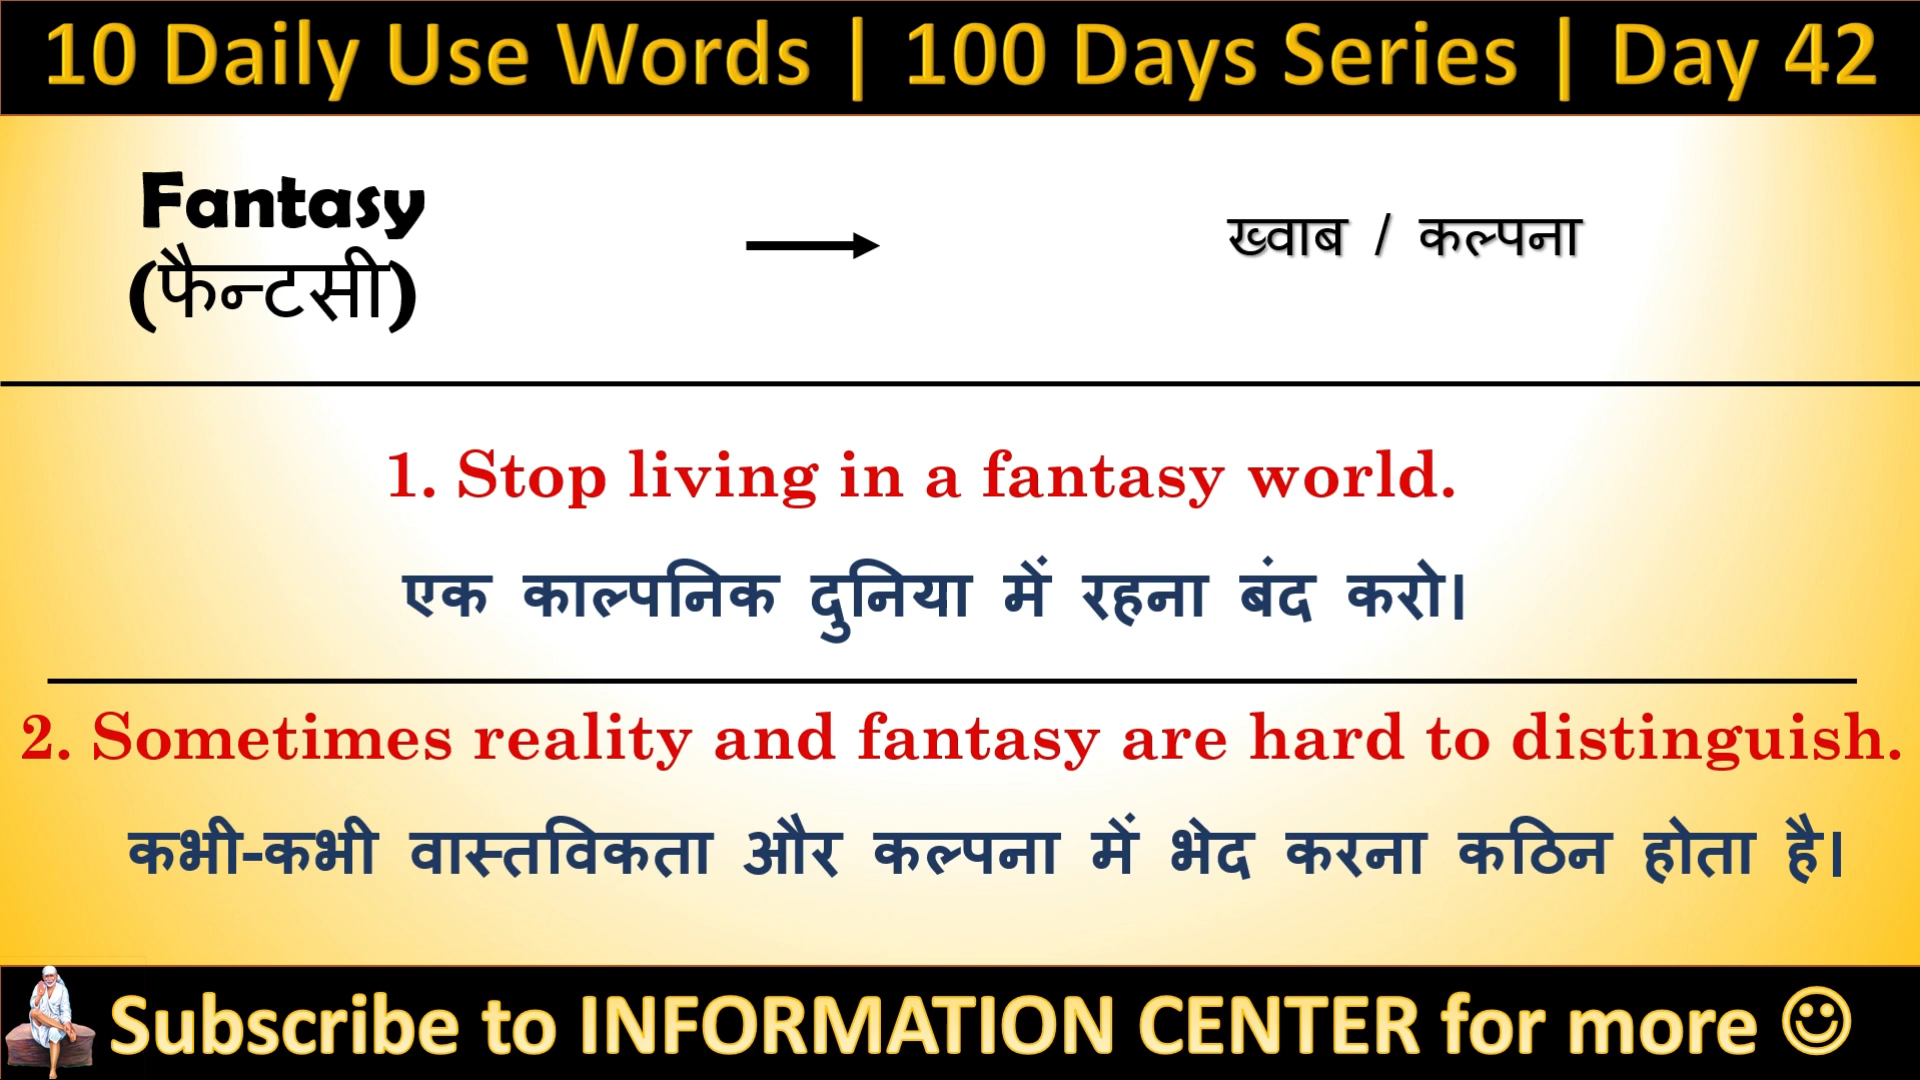 10 Daily Use Words | 100 Days Series | Day 42
Fantasy
(फैन्टसी)
ख्वाब / कल्पना
1. Stop living in a fantasy world.
एक काल्पनिक दुनिया में रहना बंद करो।
2. Sometimes reality and fantasy are hard to distinguish.
कभी-कभी वास्तविकता और कल्पना में भेद करना कठिन होता है।
Subscribe to INFORMATION CENTER for more ☺